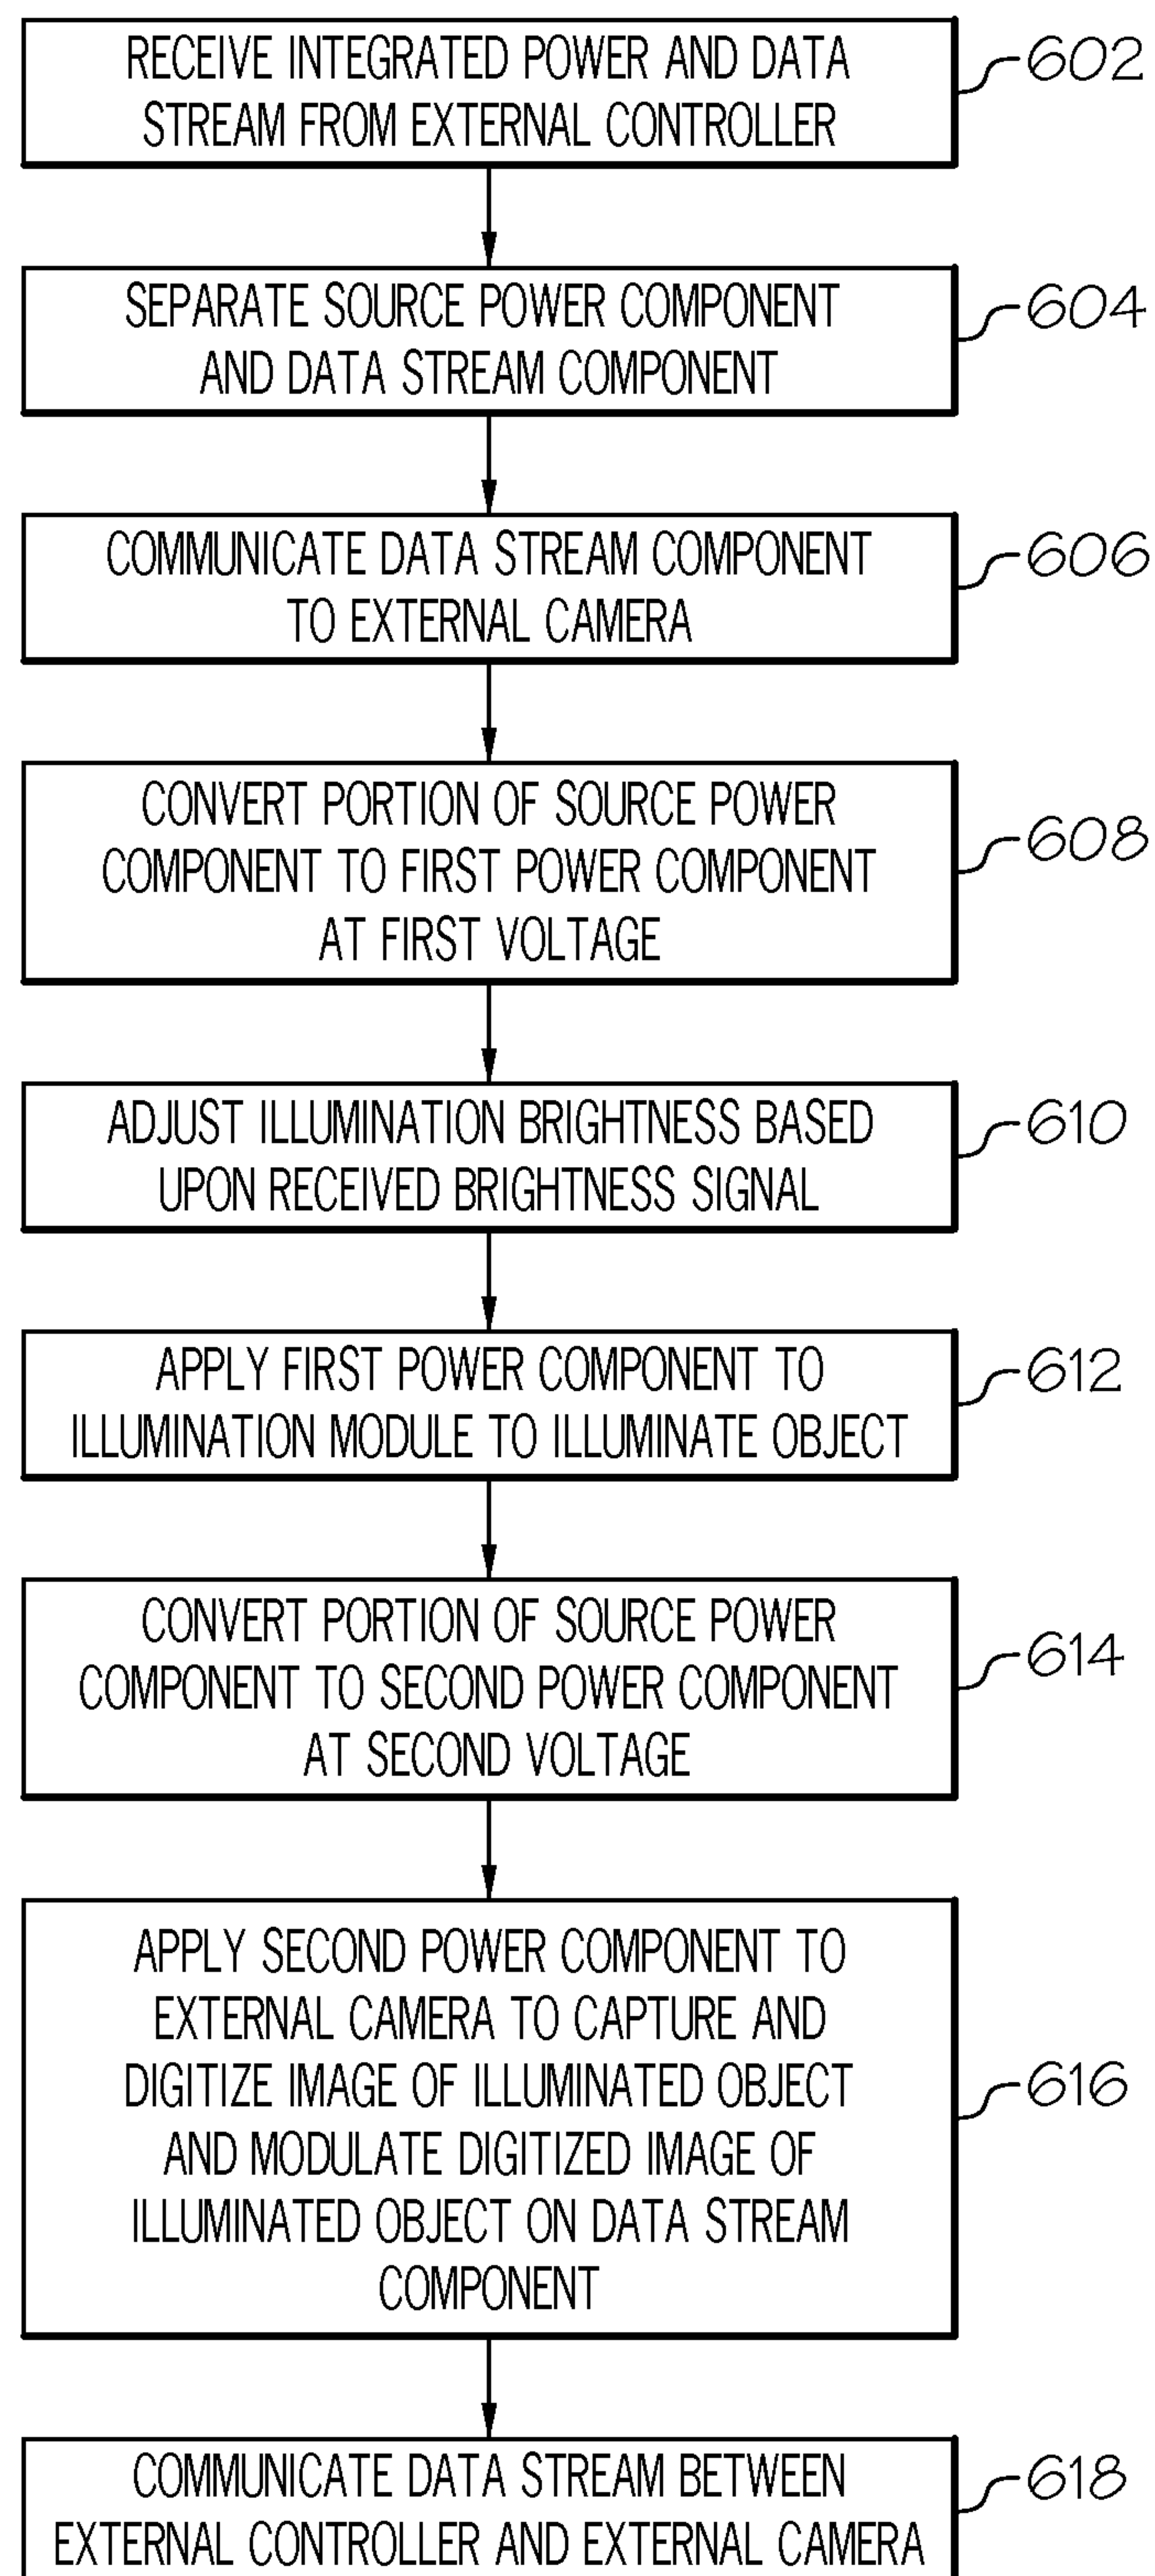 RECEIVE INTEGRATED POWER AND DATA
STREAM FROM EXTERNAL CONTROLLER
602
SEPARATE SOURCE POWER COMPONENT
AND DATA STREAM COMPONENT
604
COMMUNICATE DATA STREAM COMPONENT
TO EXTERNAL CAMERA
606
CONVERT PORTION OF SOURCE POWER
COMPONENT TO FIRST POWER COMPONENT
AT FIRST VOLTAGE
608
ADJUST ILLUMINATION BRIGHTNESS BASED
UPON RECEIVED BRIGHTNESS SIGNAL
610
APPLY FIRST POWER COMPONENT TO
ILLUMINATION MODULE TO ILLUMINATE OBJECT
612
CONVERT PORTION OF SOURCE POWER
COMPONENT TO SECOND POWER COMPONENT
AT SECOND VOLTAGE
614
APPLY SECOND POWER COMPONENT TO
EXTERNAL CAMERA TO CAPTURE AND
DIGITIZE IMAGE OF ILLUMINATED OBJECT
AND MODULATE DIGITIZED IMAGE OF
ILLUMINATED OBJECT ON DATA STREAM
COMPONENT
616
COMMUNICATE DATA STREAM BETWEEN
EXTERNAL CONTROLLER AND EXTERNAL CAMERA
618